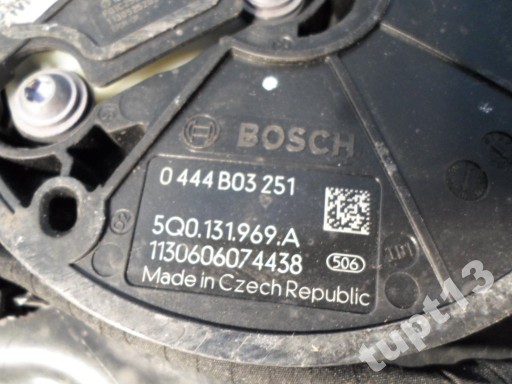 BOSCH
0 444 B03 251
5Q0.131.969.A
1130606074438 506
Made in Czech Republic
tupt13